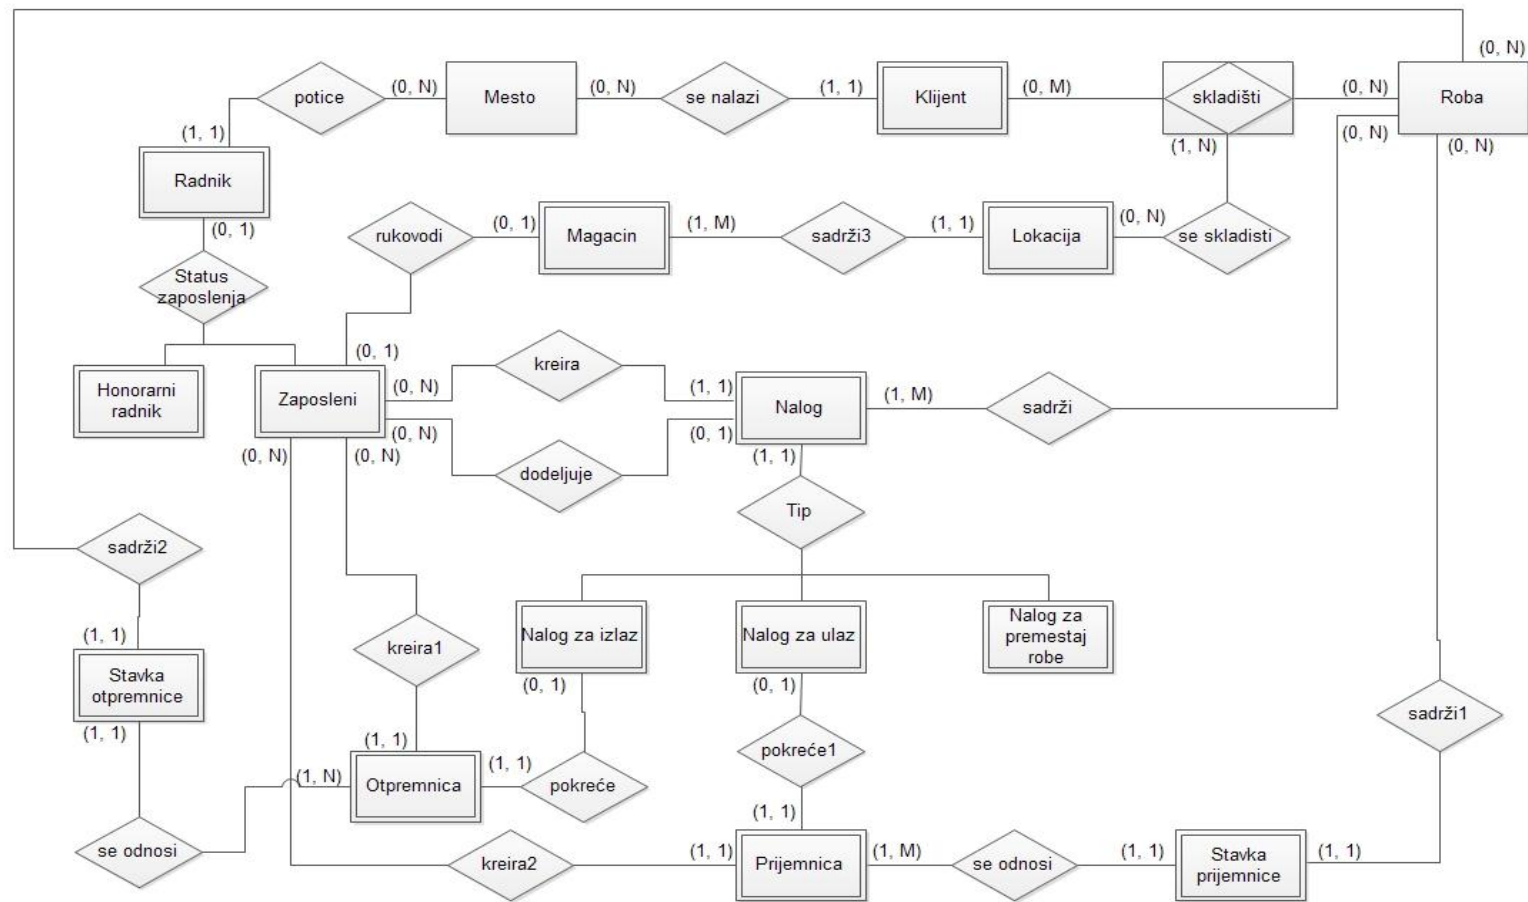 (0, N)
potice
(0, N)
Mesto
(0, N)
se nalazi
(1, 1)
Klijent
(0, M)
skladišti
(0, N)
Roba
(1, 1)
(1, N)
(0, N)
(0, N)
Radnik
(0, 1)
rukovodi
(0, 1)
Magacin
(1, M)
sadrži3
(1, 1)
Lokacija
(0, N)
se skladisti
Status
zaposlenja
(0, 1)
kreira
Honorarni
radnik
Zaposleni
(0, N)
(1, 1)
Nalog
(1, M)
sadrži
(0, N)
(0, N)
(0, N)
(0, 1)
dodeljuje
(1, 1)
Tip
sadrži2
(1, 1)
kreira1
Nalog za izlaz
Nalog za ulaz
Nalog za
premestaj
robe
Stavka
otpremnice
(0, 1)
(0, 1)
(1, 1)
sadrži1
(1, 1)
pokreće1
(1, N)
Otpremnica
(1, 1)
pokreće
(1, 1)
se odnosi
kreira2
(1, 1)
Prijemnica
(1, M)
se odnosi
(1, 1)
Stavka
prijemnice
(1, 1)